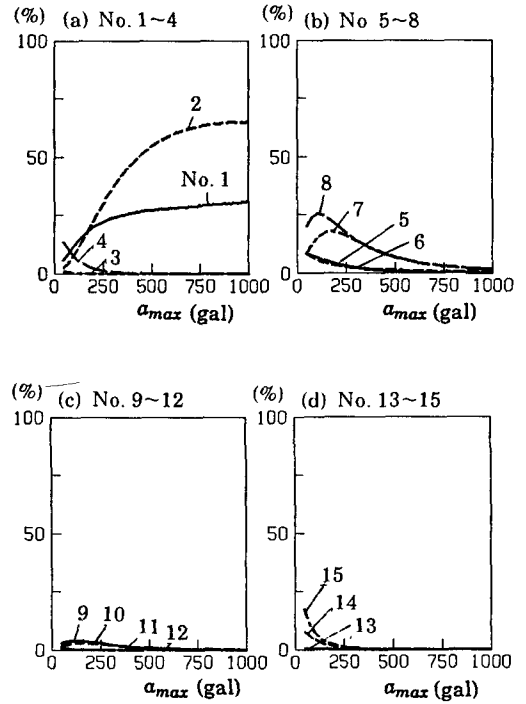 (%) (a) No. 1~4
100
50
0
2
No. 1
4
3
0 250 500 750 1000
amax (gal)
(%) (b) No 5~8
100
50
0
8
7
5
6
0 250 500 750 1000
amax (gal)
(%) (c) No. 9~12
100
50
0
9 10 11 12
0 250 500 750 1000
amax (gal)
(%) (d) No. 13~15
100
50
0
15
14
13
0 250 500 750 1000
amax (gal)